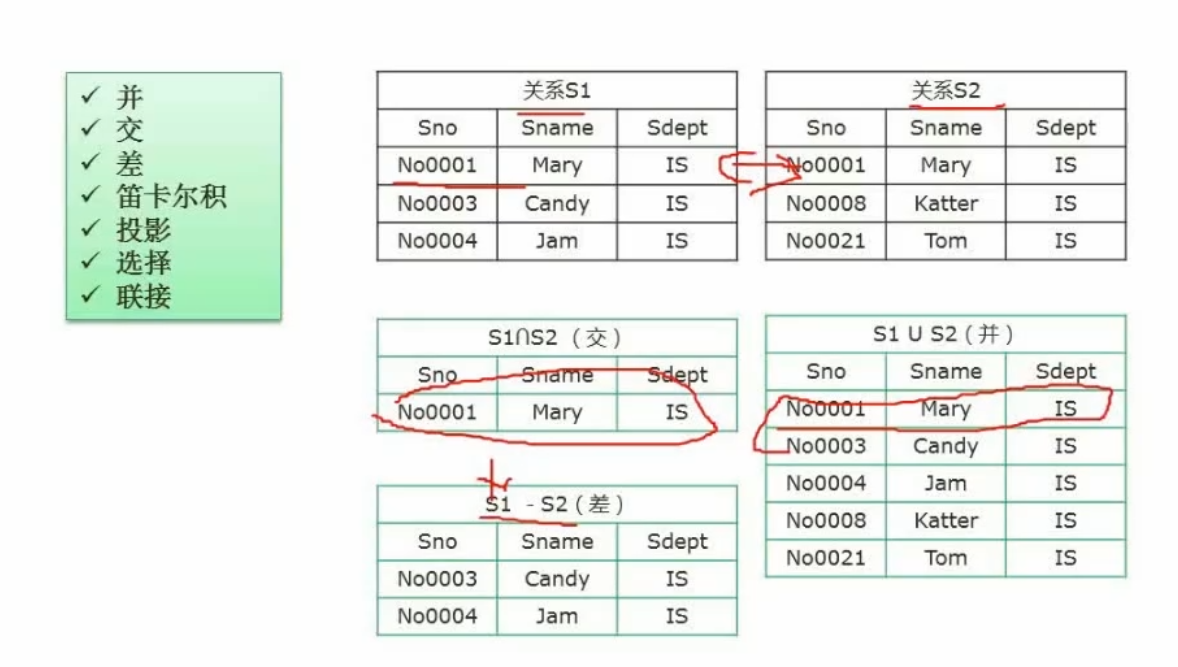 ✓ 并
✓ 交
✓ 差
✓ 笛卡尔积
✓ 投影
✓ 选择
✓ 联接
关系S1
Sno Sname Sdept
No0001 Mary IS
No0003 Candy IS
No0004 Jam IS
关系S2
Sno Sname Sdept
No0001 Mary IS
No0008 Katter IS
No0021 Tom IS
S1∩S2 （交）
Sno Sname Sdept
No0001 Mary IS
S1 U S2（并）
Sno Sname Sdept
No0001 Mary IS
No0003 Candy IS
No0004 Jam IS
No0008 Katter IS
No0021 Tom IS
S1 - S2（差）
Sno Sname Sdept
No0003 Candy IS
No0004 Jam IS